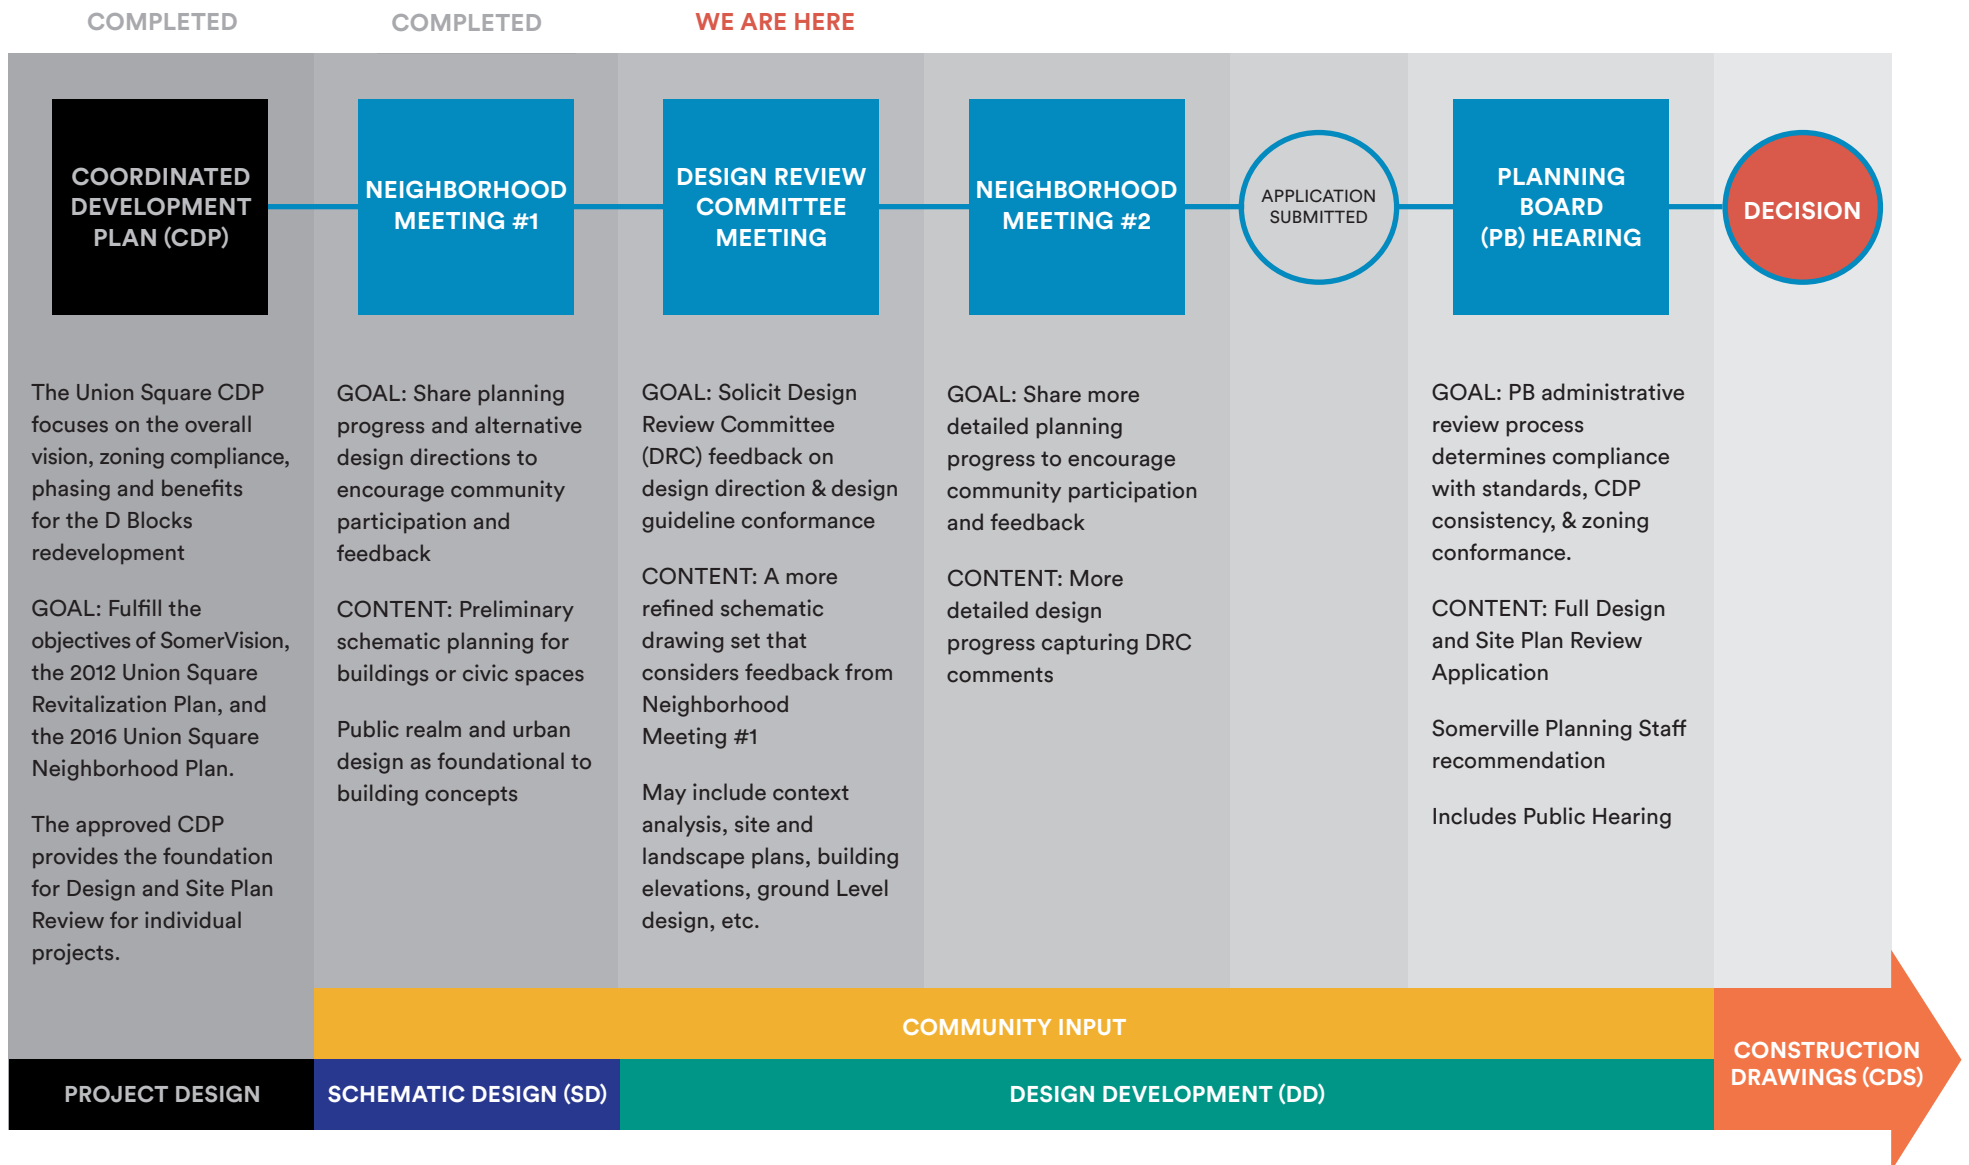 COMPLETED
COMPLETED
WE ARE HERE
COORDINATED
DEVELOPMENT
PLAN (CDP)
NEIGHBORHOOD
MEETING #1
DESIGN REVIEW
COMMITTEE
MEETING
NEIGHBORHOOD
MEETING #2
APPLICATION
SUBMITTED
PLANNING
BOARD
(PB) HEARING
DECISION
The Union Square CDP
focuses on the overall
vision, zoning compliance,
phasing and benefits
for the D Blocks
redevelopment
GOAL: Fulfill the
objectives of SomerVision,
the 2012 Union Square
Revitalization Plan, and
the 2016 Union Square
Neighborhood Plan.
The approved CDP
provides the foundation
for Design and Site Plan
Review for individual
projects.
GOAL: Share planning
progress and alternative
design directions to
encourage community
participation and
feedback
CONTENT: Preliminary
schematic planning for
buildings or civic spaces
Public realm and urban
design as foundational to
building concepts
GOAL: Solicit Design
Review Committee
(DRC) feedback on
design direction & design
guideline conformance
CONTENT: A more
refined schematic
drawing set that
considers feedback from
Neighborhood
Meeting #1
May include context
analysis, site and
landscape plans, building
elevations, ground Level
design, etc.
GOAL: Share more
detailed planning
progress to encourage
community participation
and feedback
CONTENT: More
detailed design
progress capturing DRC
comments
GOAL: PB administrative
review process
determines compliance
with standards, CDP
consistency, & zoning
conformance.
CONTENT: Full Design
and Site Plan Review
Application
Somerville Planning Staff
recommendation
Includes Public Hearing
COMMUNITY INPUT
PROJECT DESIGN
SCHEMATIC DESIGN (SD)
DESIGN DEVELOPMENT (DD)
CONSTRUCTION
DRAWINGS (CDS)